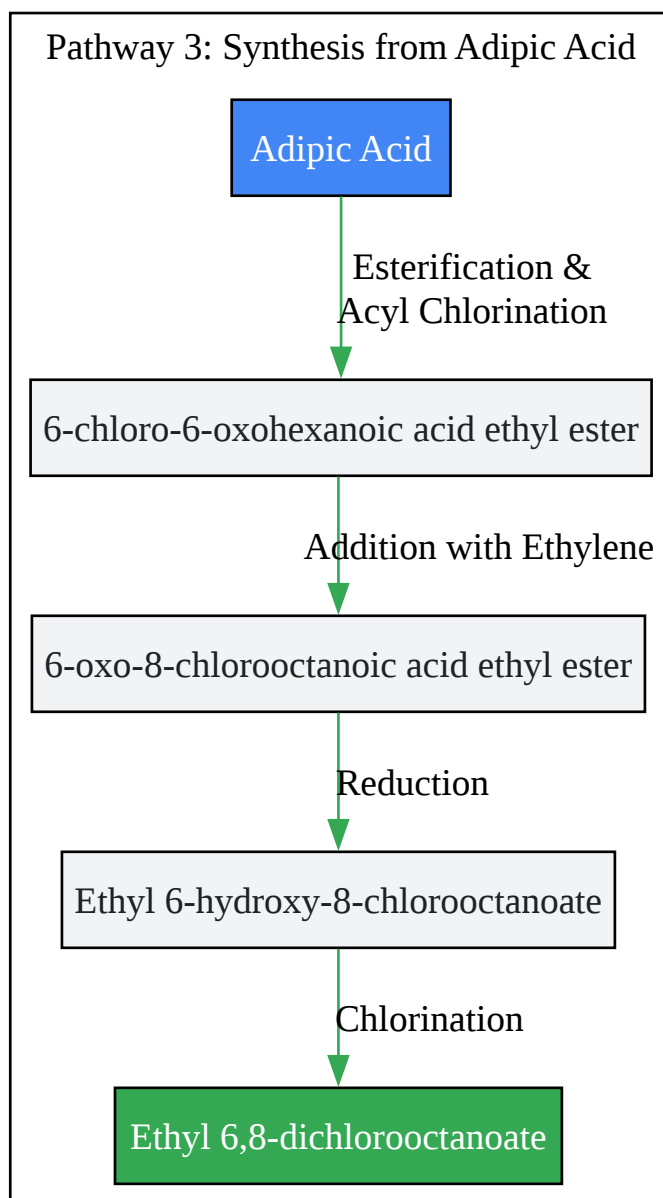 Pathway 3: Synthesis from Adipic Acid
Adipic Acid
Esterification &
Acyl Chlorination
6-chloro-6-oxohexanoic acid ethyl ester
Addition with Ethylene
6-oxo-8-chlorooctanoic acid ethyl ester
Reduction
Ethyl 6-hydroxy-8-chlorooctanoate
Chlorination
Ethyl 6,8-dichlorooctanoate